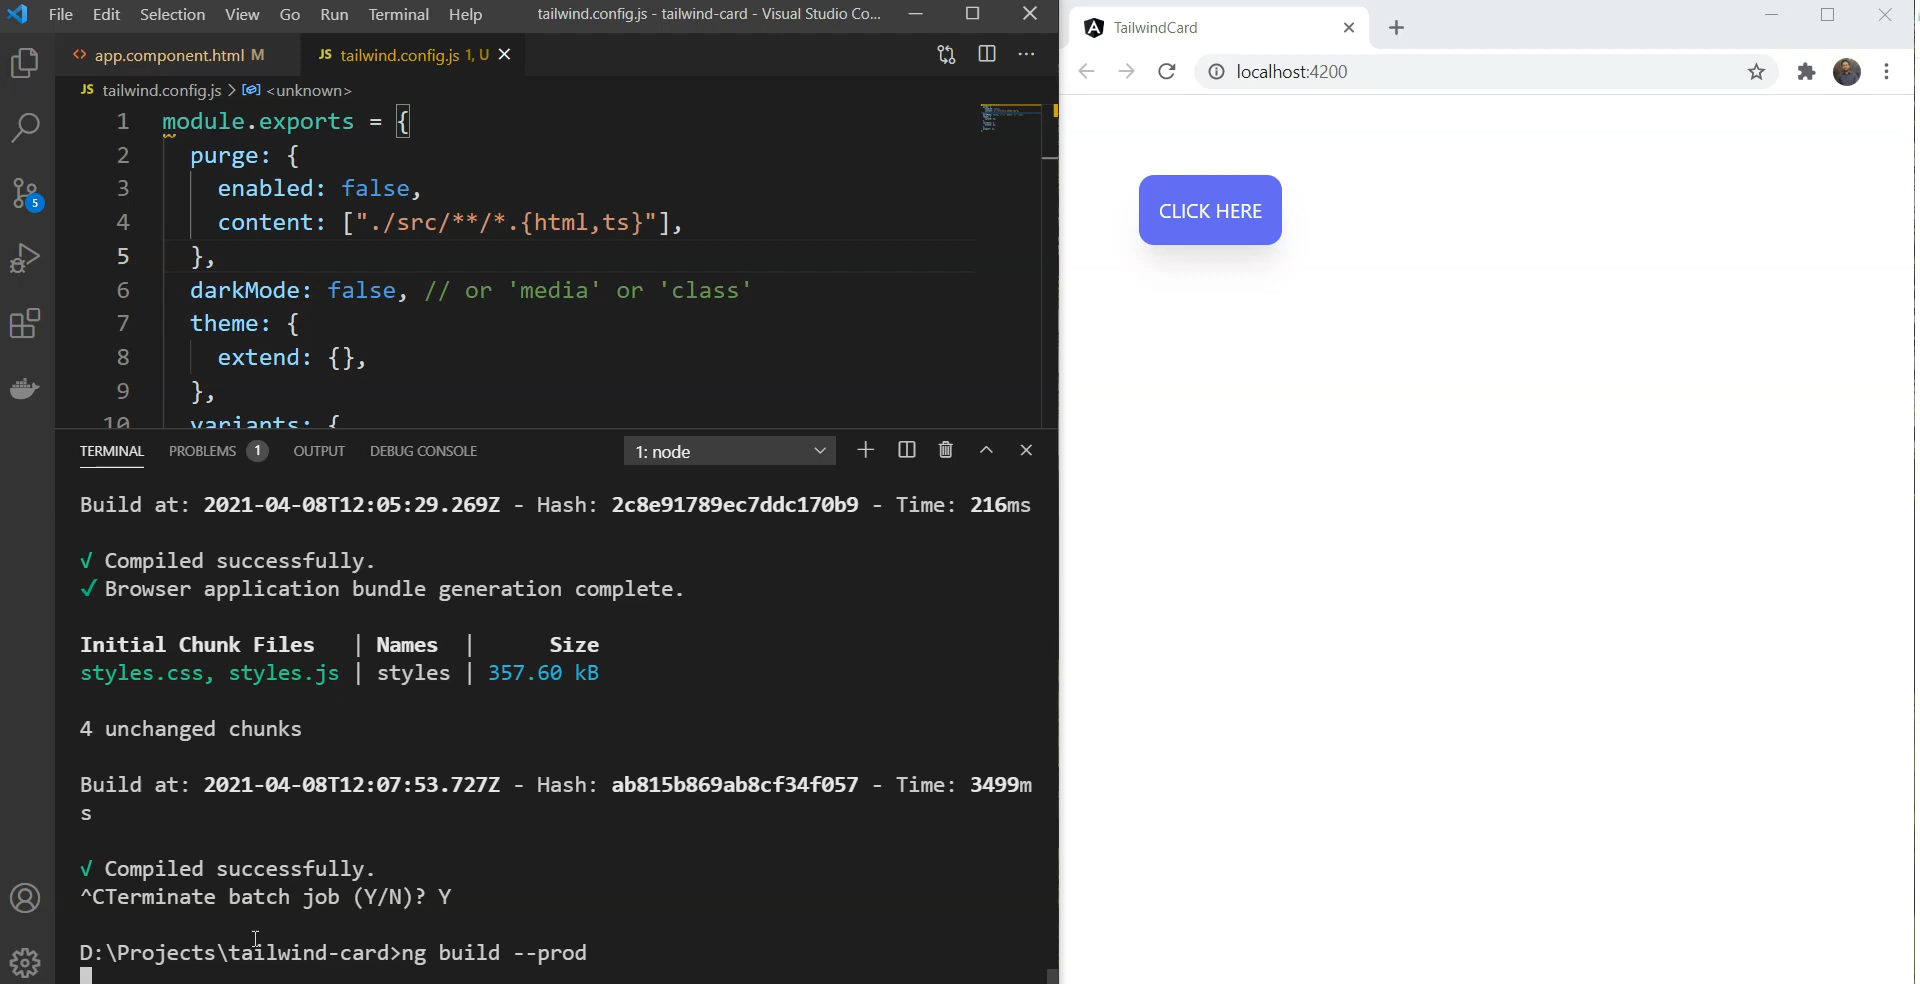 File Edit Selection View Go Run Terminal Help tailwind.config.js - tailwind-card - Visual Studio Co...
app.component.html M
JS tailwind.config.js 1, U
JS tailwind.config.js > <unknown>
1 module.exports = {
2 purge: {
3 enabled: false,
4 content: ["./src/**/*.{html,ts}"],
5 },
6 darkMode: false, // or 'media' or 'class'
7 theme: {
8 extend: {},
9 },
10 variants: {
5
TERMINAL PROBLEMS 1 OUTPUT DEBUG CONSOLE 1: node
Build at: 2021-04-08T12:05:29.269Z - Hash: 2c8e91789ec7ddc170b9 - Time: 216ms
√ Compiled successfully.
✓ Browser application bundle generation complete.
Initial Chunk Files | Names | Size
styles.css, styles.js | styles | 357.60 kB
4 unchanged chunks
Build at: 2021-04-08T12:07:53.727Z - Hash: ab815b869ab8cf34f057 - Time: 3499m
s
√ Compiled successfully.
^CTerminate batch job (Y/N)? Y
D:\Projects\tailwind-card>ng build --prod
TailwindCard
localhost:4200
CLICK HERE